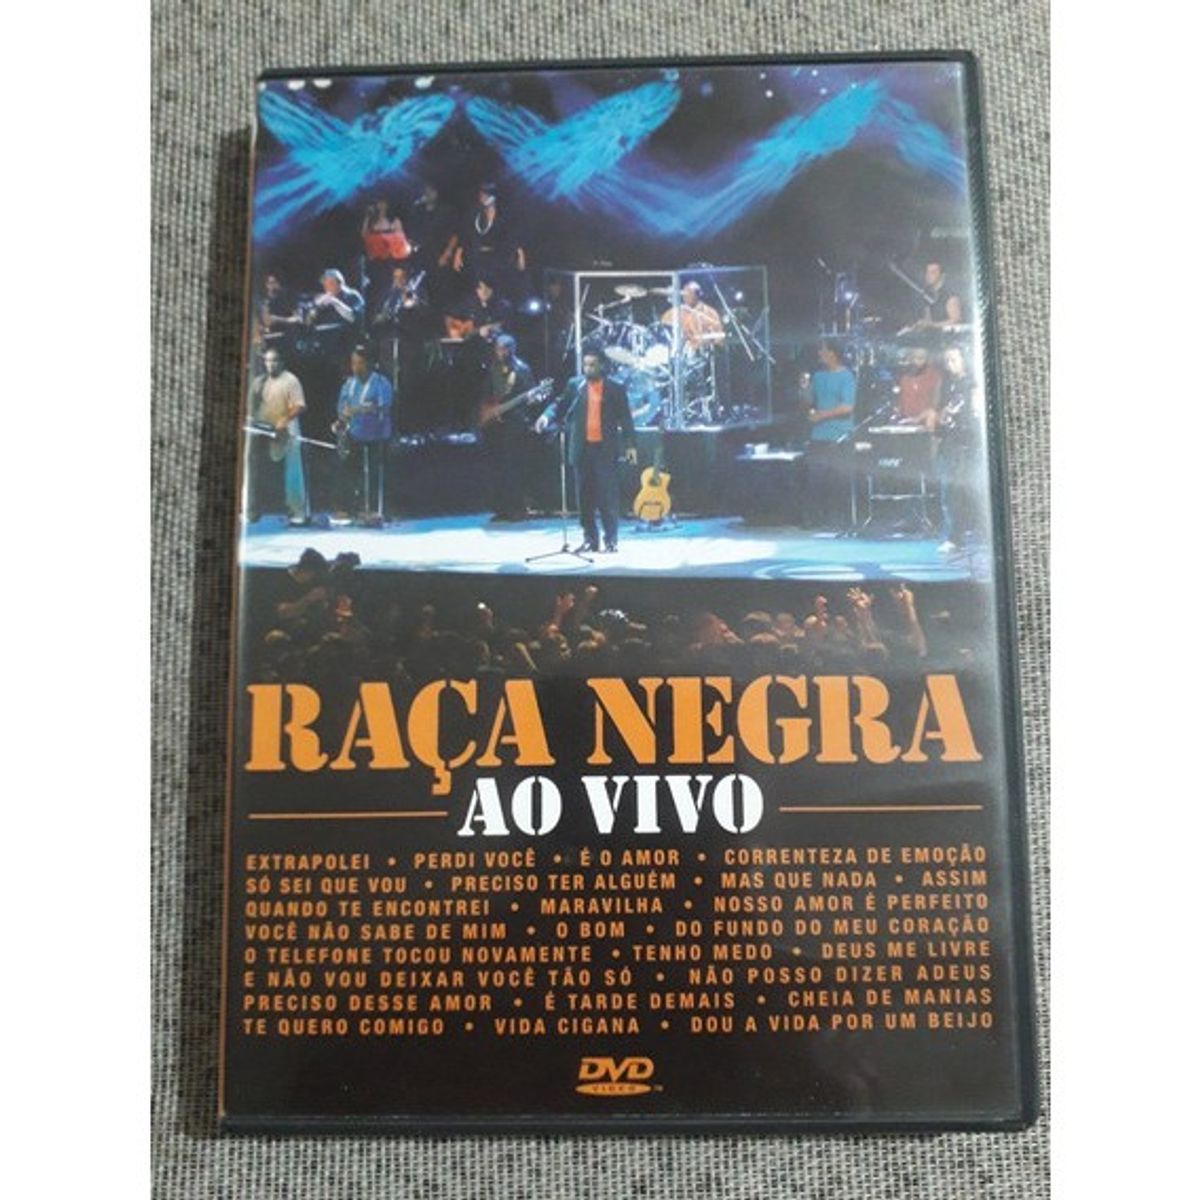 RAÇA NEGRA
AO VIVO
EXTRAPOLEI • PERDI VOCÊ • É O AMOR • CORRENTEZA DE EMOÇÃO
SÓ SEI QUE VOU • PRECISO TER ALGUÉM • MAS QUE NADA • ASSIM
QUANDO TE ENCONTREI • MARAVILHA • NOSSO AMOR É PERFEITO
VOCÊ NÃO SABE DE MIM • O BOM • DO FUNDO DO MEU CORAÇÃO
O TELEFONE TOCOU NOVAMENTE • TENHO MEDO • DEUS ME LIVRE
E NÃO VOU DEIXAR VOCÊ TÃO SÓ • NÃO POSSO DIZER ADEUS
PRECISO DESSE AMOR • É TARDE DEMAIS • CHEIA DE MANIAS
TE QUERO COMIGO • VIDA CIGANA • DOU A VIDA POR UM BEIJO
DVD
VIDEO™